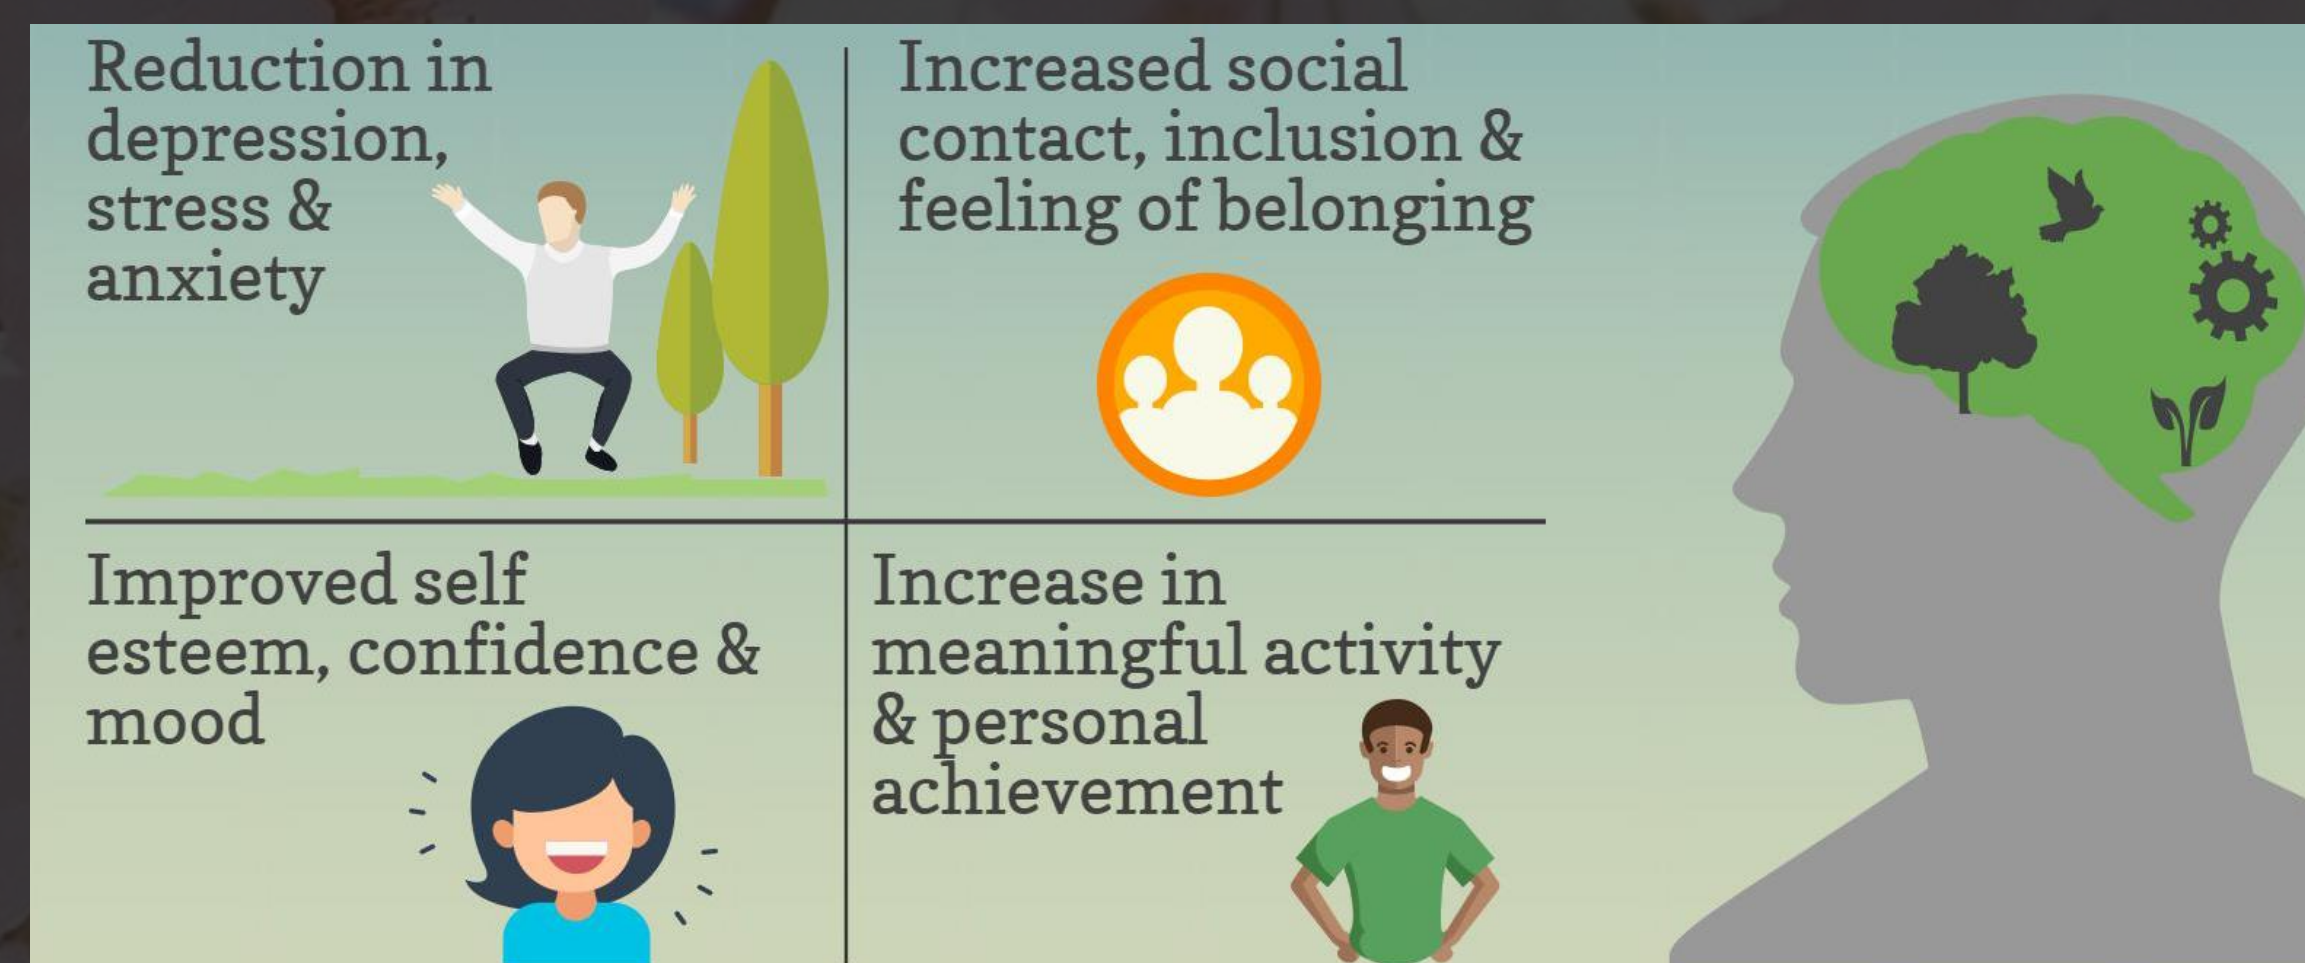 Reduction in
depression,
stress &
anxiety
Increased social
contact, inclusion &
feeling of belonging
Improved self
esteem, confidence &
mood
Increase in
meaningful activity
& personal
achievement